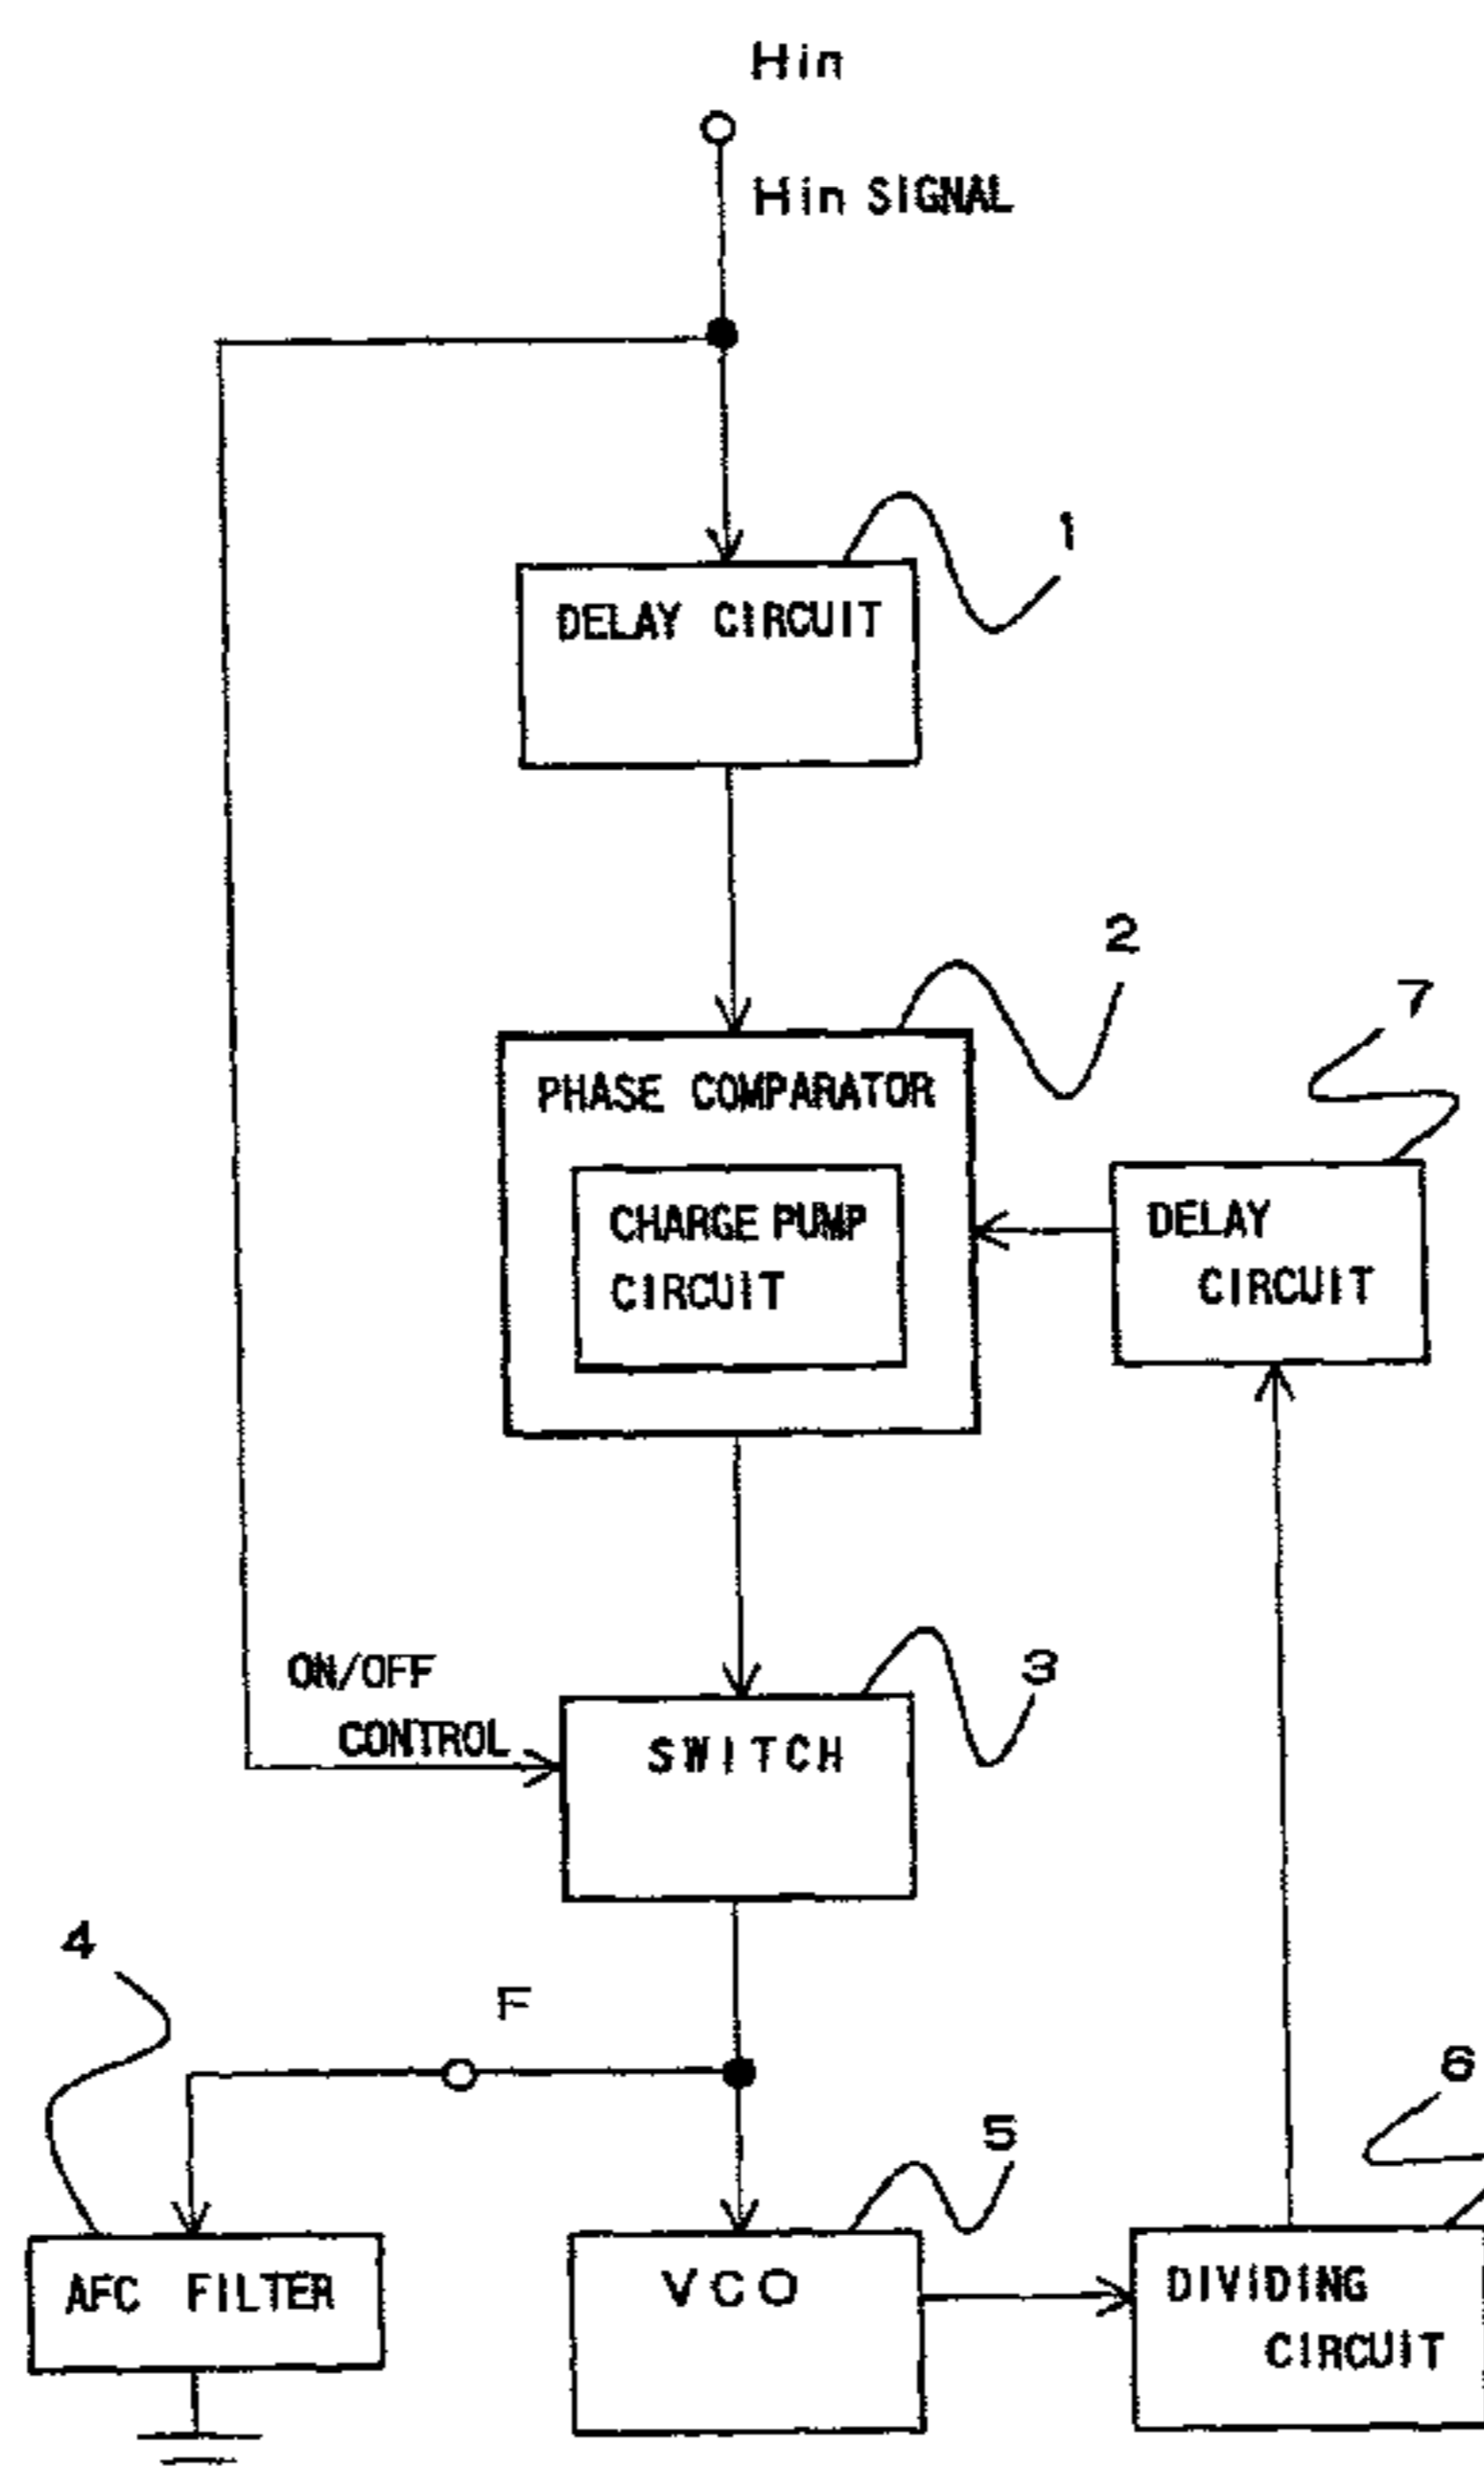 Hin
Hin SIGNAL
1
DELAY CIRCUIT
2
7
PHASE COMPARATOR
CHARGE PUMP
CIRCUIT
DELAY
CIRCUIT
ON/OFF
CONTROL
3
SWITCH
4
F
6
5
AFC FILTER
VCO
DIVIDING
CIRCUIT